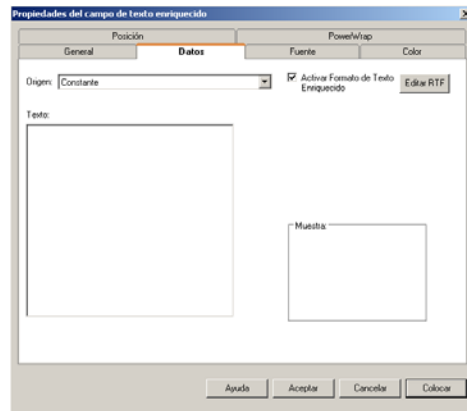 Propiedades del campo de texto enriquecido
Posición PowerWrap
General Datos Fuente Color
Origen: Constante Activar Formato de Texto Enriquecido Editar RTF
Texto:
Muestra:
Ayuda Aceptar Cancelar Colocar